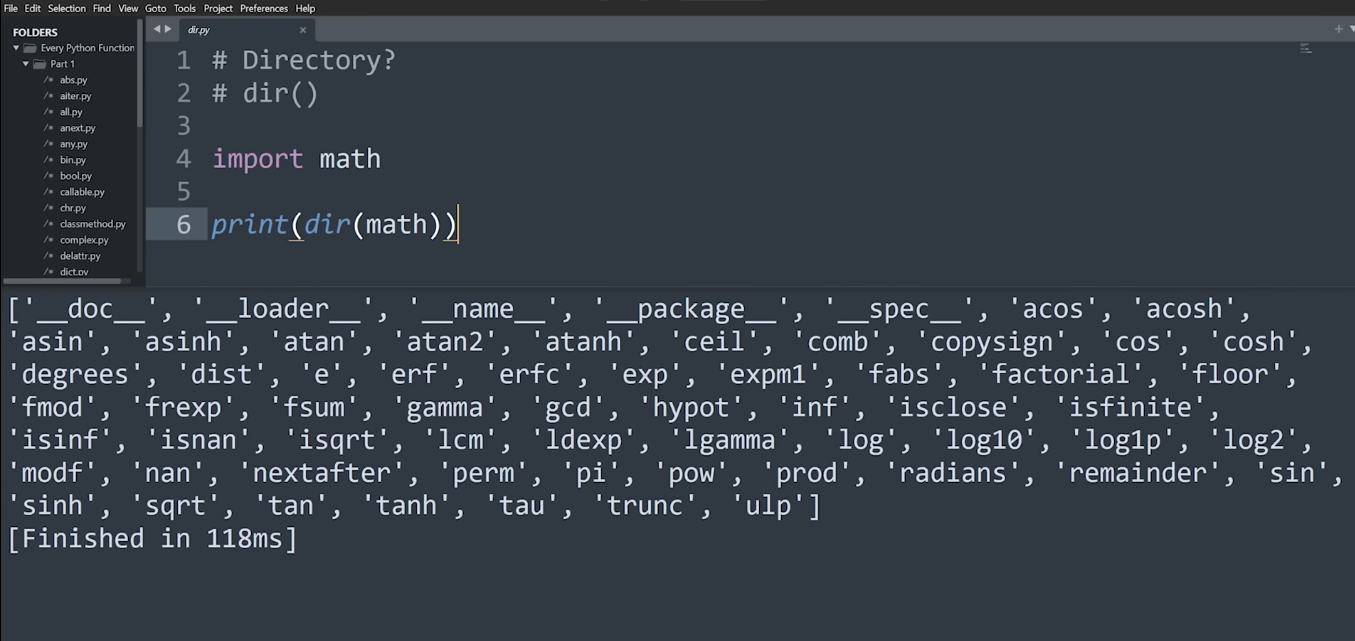 File Edit Selection Find View Goto Tools Project Preferences Help
FOLDERS
Every Python Function
Part 1
abs.py
aiter.py
all.py
anext.py
any.py
bin.py
bool.py
callable.py
chr.py
classmethod.py
complex.py
delattr.py
dict.py
dir.py
1 # Directory?
2 # dir()
3
4 import math
5
6 print(dir(math))
['__doc__', '__loader__', '__name__', '__package__', '__spec__', 'acos', 'acosh',
'asin', 'asinh', 'atan', 'atan2', 'atanh', 'ceil', 'comb', 'copysign', 'cos', 'cosh',
'degrees', 'dist', 'e', 'erf', 'erfc', 'exp', 'expm1', 'fabs', 'factorial', 'floor',
'fmod', 'frexp', 'fsum', 'gamma', 'gcd', 'hypot', 'inf', 'isclose', 'isfinite',
'isinf', 'isnan', 'isqrt', 'lcm', 'ldexp', 'lgamma', 'log', 'log10', 'log1p', 'log2',
'modf', 'nan', 'nextafter', 'perm', 'pi', 'pow', 'prod', 'radians', 'remainder', 'sin',
'sinh', 'sqrt', 'tan', 'tanh', 'tau', 'trunc', 'ulp']
[Finished in 118ms]